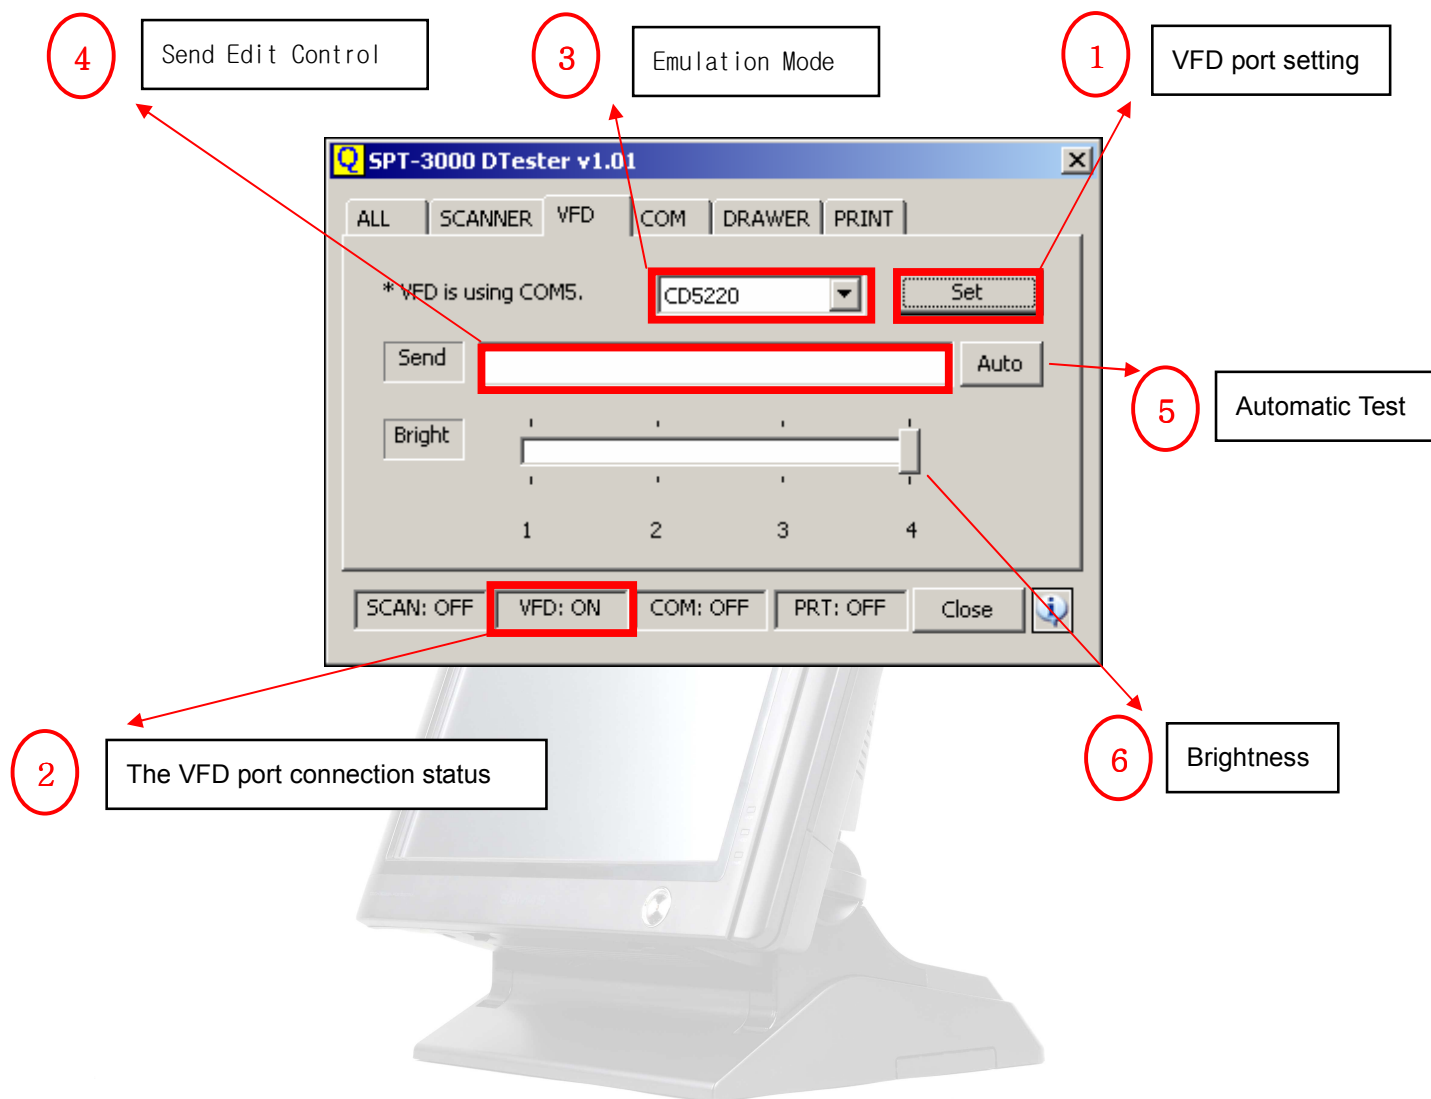 4
Send Edit Control
3
Emulation Mode
1
VFD port setting
SPT-3000 DTester v1.01
ALL
SCANNER
VFD
COM
DRAWER
PRINT
* VFD is using COM5.
CD5220
Set
Send
Auto
5
Automatic Test
Bright
1
2
3
4
SCAN: OFF
VFD: ON
COM: OFF
PRT: OFF
Close
2
The VFD port connection status
6
Brightness